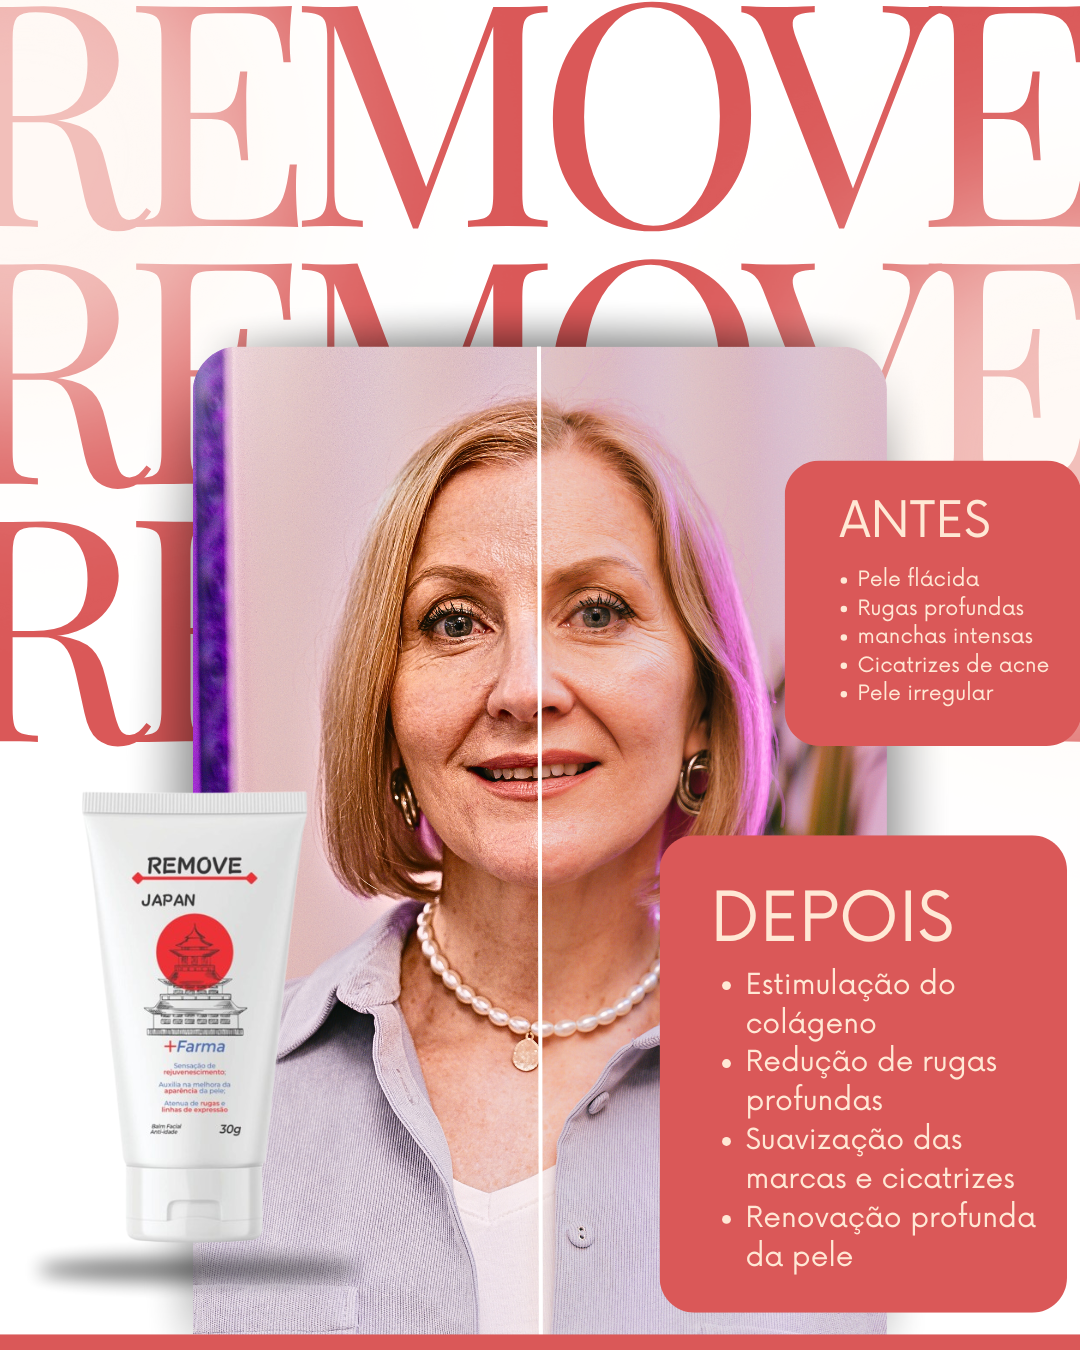 REMOVE
REMOVE
RE
ANTES
• Pele flácida
• Rugas profundas
• manchas intensas
• Cicatrizes de acne
• Pele irregular
REMOVE
JAPAN
+Farma
Sensação de
rejuvenescimento;
Auxilia na melhora da
aparência da pele;
Atenua de rugas e
linhas de expressão
Balm Facial
Anti-idade
30g
DEPOIS
• Estimulação do
colágeno
• Redução de rugas
profundas
• Suavização das
marcas e cicatrizes
• Renovação profunda
da pele